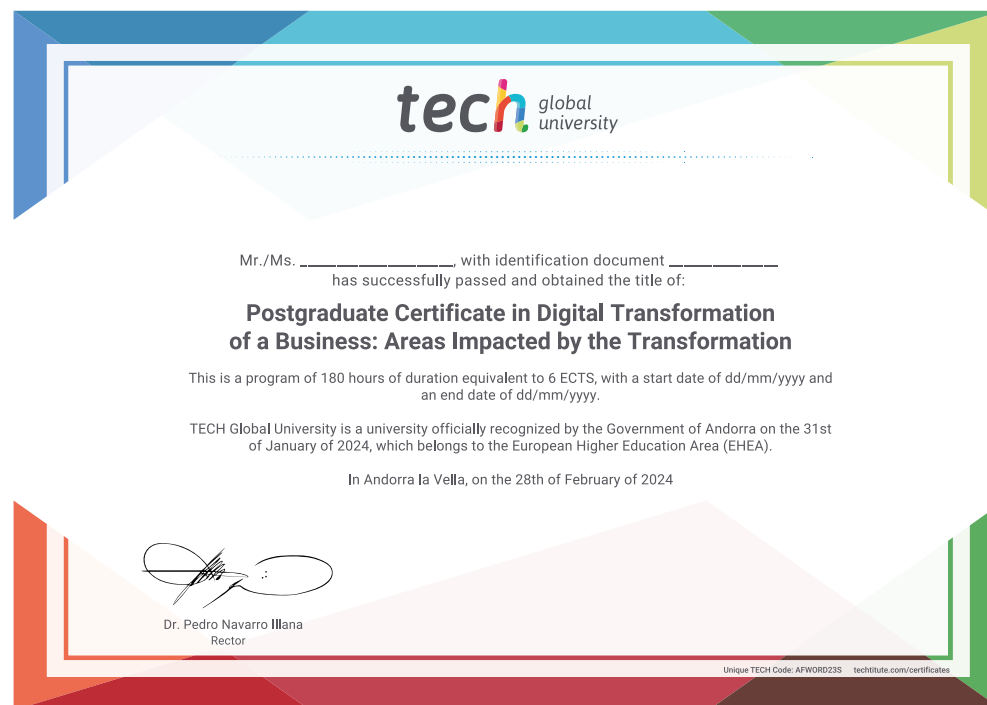 tech global
university
Mr./Ms. ____________________, with identification document ______________
has successfully passed and obtained the title of:
Postgraduate Certificate in Digital Transformation
of a Business: Areas Impacted by the Transformation
This is a program of 180 hours of duration equivalent to 6 ECTS, with a start date of dd/mm/yyyy and
an end date of dd/mm/yyyy.
TECH Global University is a university officially recognized by the Government of Andorra on the 31st
of January of 2024, which belongs to the European Higher Education Area (EHEA).
In Andorra la Vella, on the 28th of February of 2024
Dr. Pedro Navarro Illana
Rector
Unique TECH Code: AFWORD23S techtitute.com/certificates